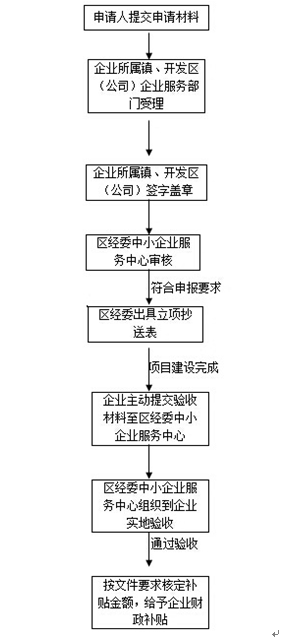 申请人提交申请材料
企业所属镇、开发区
（公司）企业服务部
门受理
企业所属镇、开发区
（公司）签字盖章
区经委中小企业服
务中心审核
符合申报要求
区经委出具立项抄
送表
项目建设完成
企业主动提交验收
材料至区经委中小
企业服务中心
区经委中小企业服
务中心组织到企业
实地验收
通过验收
按文件要求核定补
贴金额，给予企业财
政补贴